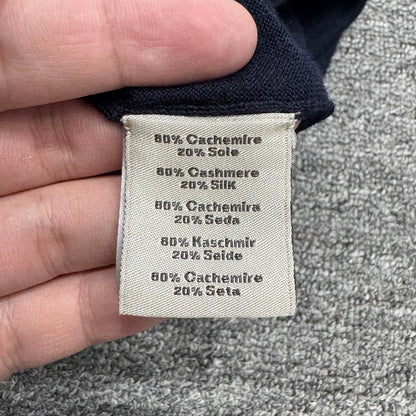 80% Cachemire
20% Soie
80% Cashmere
20% Silk
80% Cachemira
20% Seda
80% Kaschmir
20% Seide
80% Cachemire
20% Seta